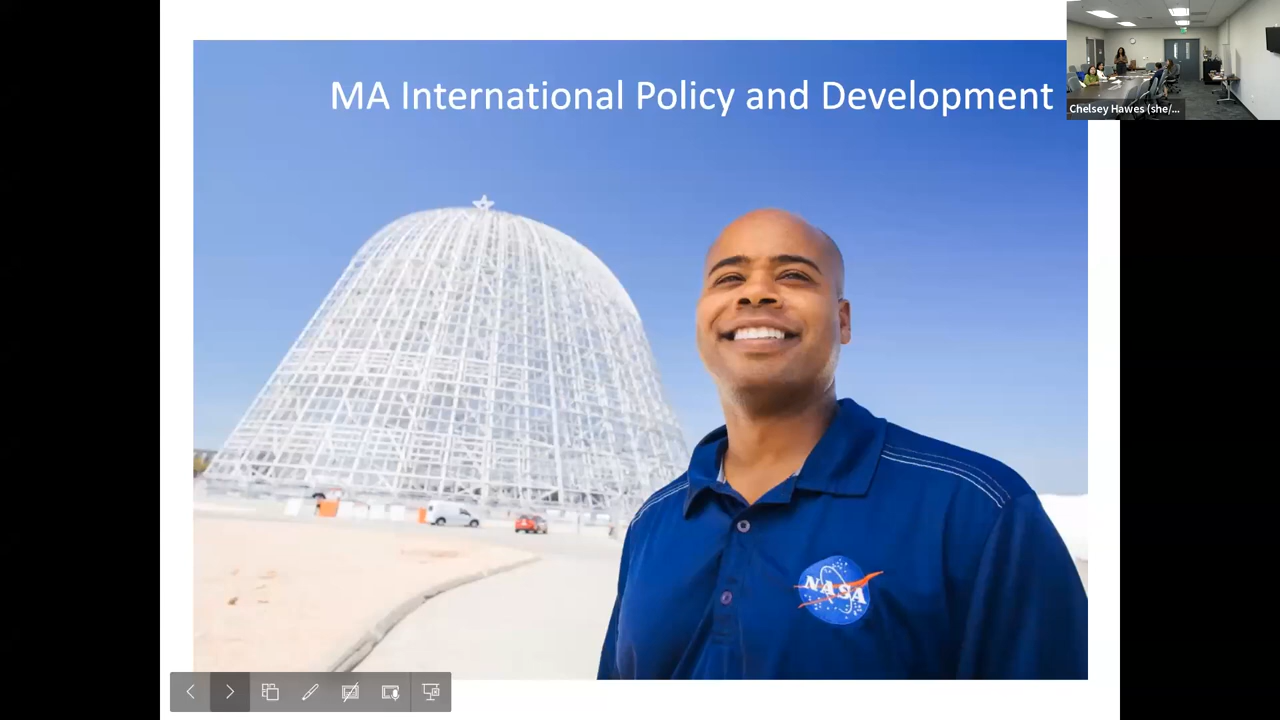 MA International Policy and Development
Chelsey Hawes (she/...
NASA